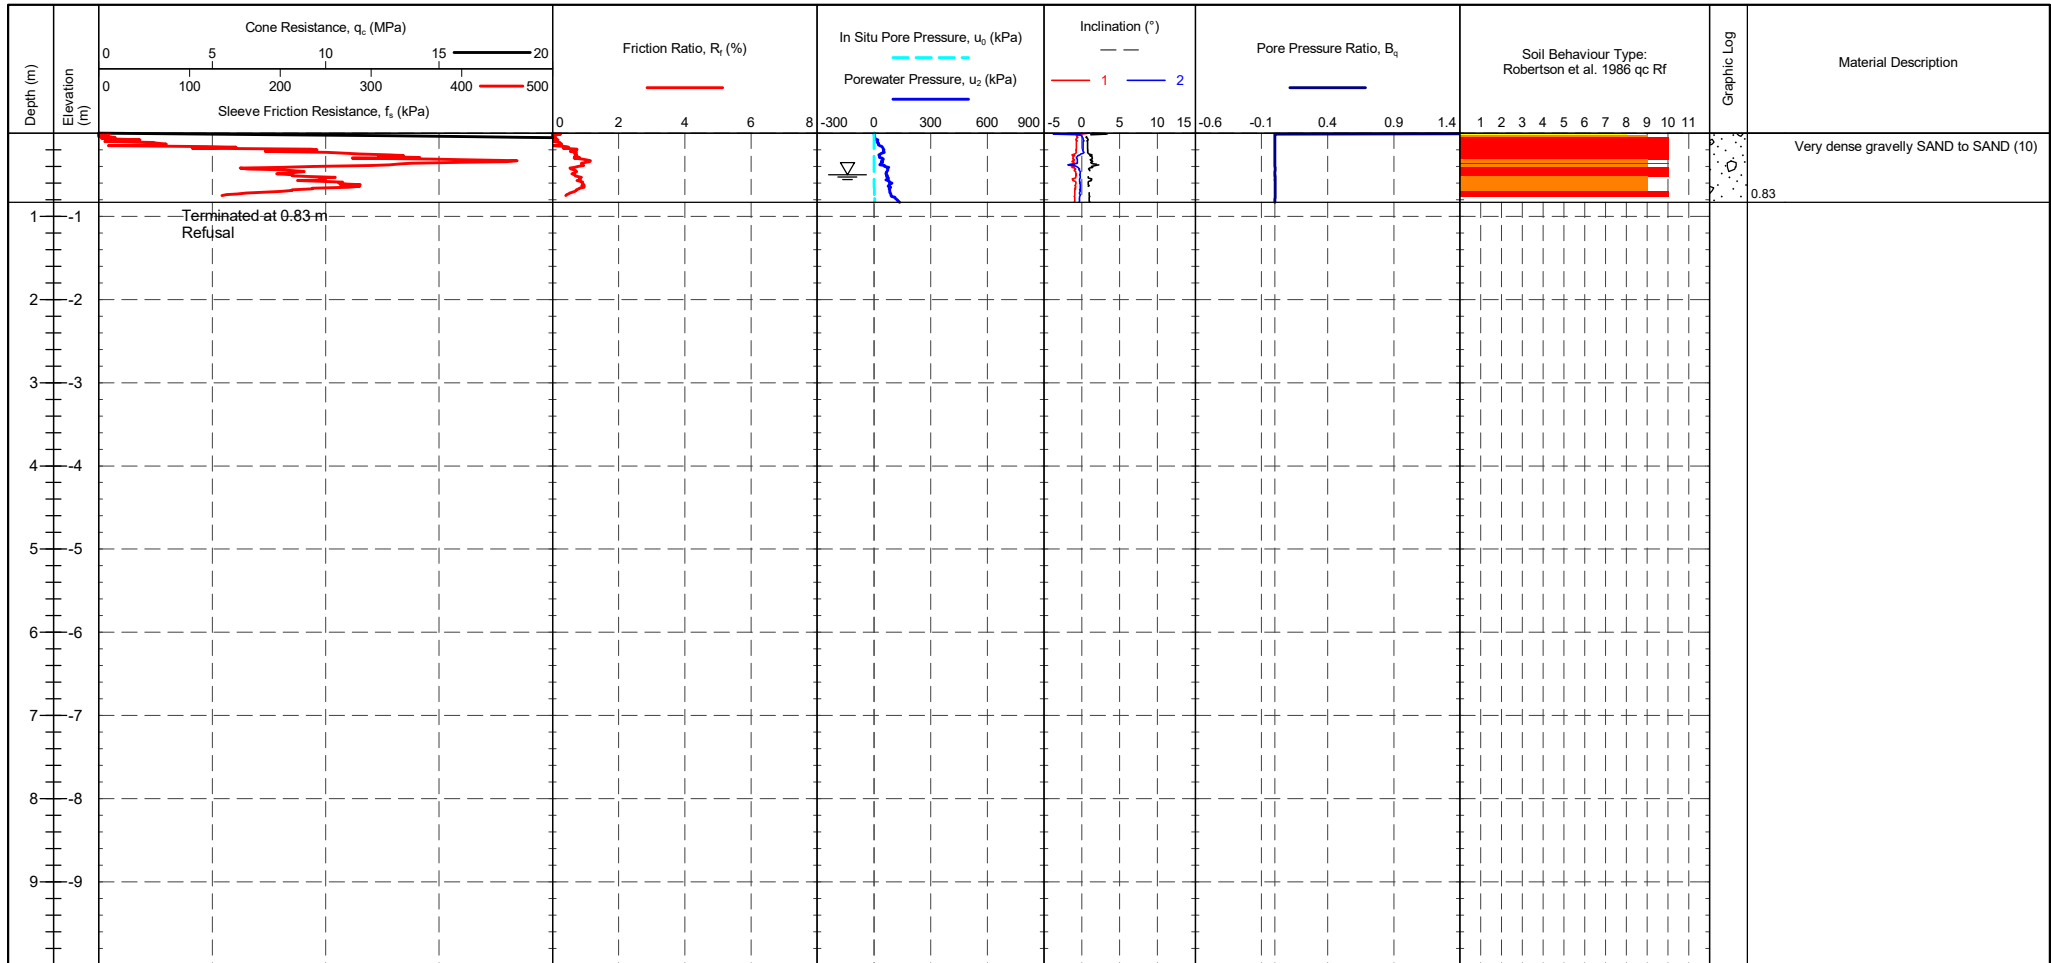 Depth (m)
Elevation
(m)
Cone Resistance, qc (MPa)
0 5 10 15 20
0 100 200 300 400 500
Sleeve Friction Resistance, fs (kPa)
Friction Ratio, Rf (%)
0 2 4 6 8
In Situ Pore Pressure, u0 (kPa)
Porewater Pressure, u2 (kPa)
-300 0 300 600 900
Inclination (°)
1 2
-5 0 5 10 15
Pore Pressure Ratio, Bq
-0.6 -0.1 0.4 0.9 1.4
Soil Behaviour Type:
Robertson et al. 1986 qc Rf
1 2 3 4 5 6 7 8 9 10 11
Graphic Log
Material Description
Very dense gravelly SAND to SAND (10)
0.83
Terminated at 0.83 m
Refusal
1 -1
2 -2
3 -3
4 -4
5 -5
6 -6
7 -7
8 -8
9 -9